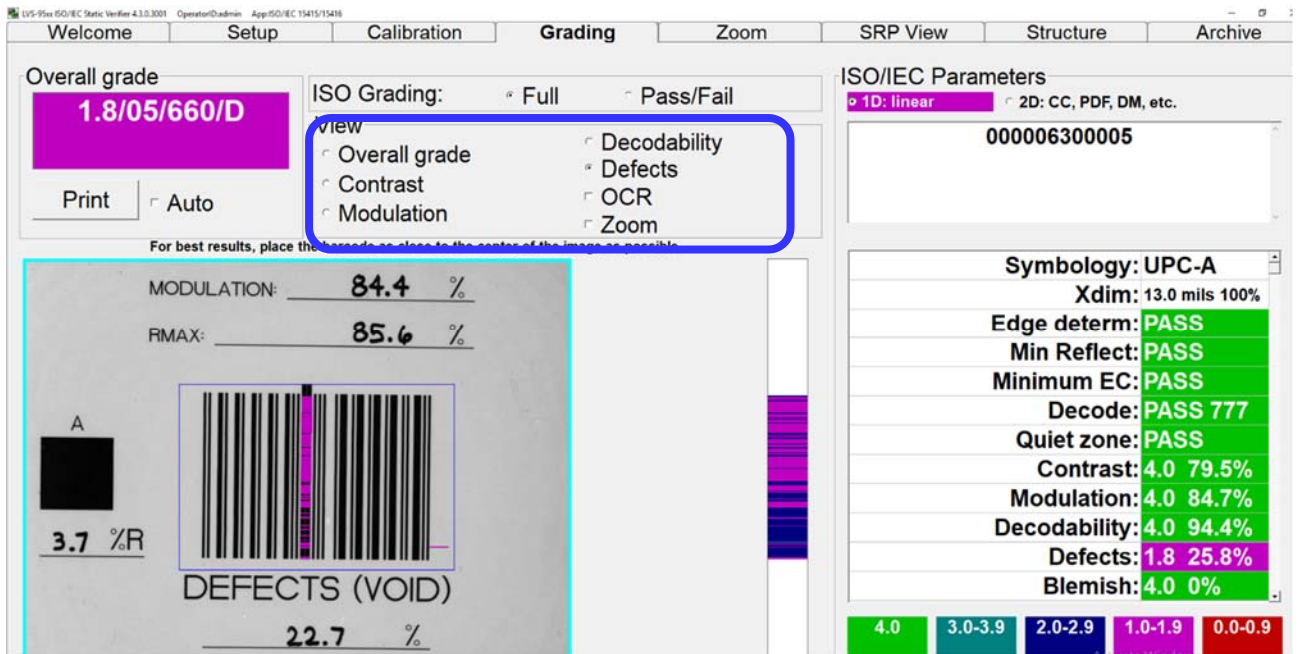 LVS-95xx ISO/IEC Static Verifier 4.3.0.3001 OperatorID:admin App:ISO/IEC 15415/15416
Welcome Setup Calibration Grading Zoom SRP View Structure Archive
Overall grade
1.8/05/660/D
Print Auto
ISO Grading: Full Pass/Fail
View
Overall grade
Contrast
Modulation
Decodability
Defects
OCR
Zoom
For best results, place the barcode as close to the center of the image as possible
MODULATION: 84.4 %
RMAX: 85.6 %
A
3.7 %R
DEFECTS (VOID)
22.7 %
ISO/IEC Parameters
1D: linear 2D: CC, PDF, DM, etc.
000006300005
Symbology: UPC-A
Xdim: 13.0 mils 100%
Edge determ: PASS
Min Reflect: PASS
Minimum EC: PASS
Decode: PASS 777
Quiet zone: PASS
Contrast: 4.0 79.5%
Modulation: 4.0 84.7%
Decodability: 4.0 94.4%
Defects: 1.8 25.8%
Blemish: 4.0 0%
4.0 3.0-3.9 2.0-2.9 1.0-1.9 0.0-0.9